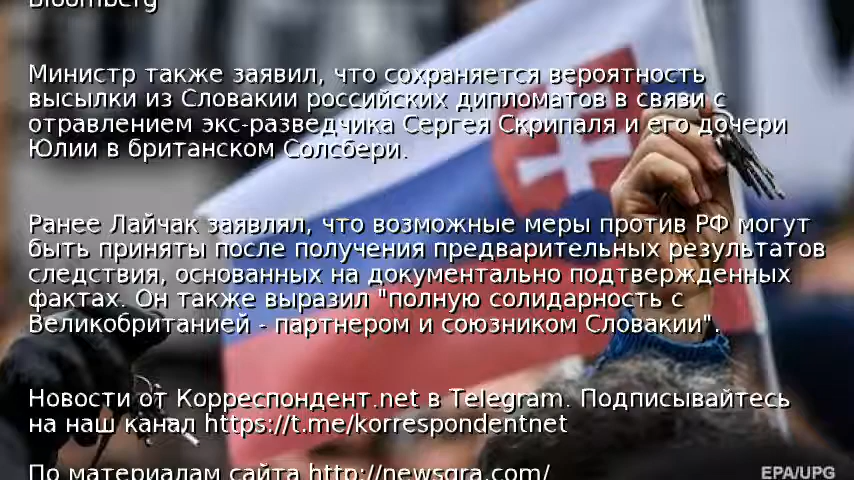 Bloomberg
Министр также заявил, что сохраняется вероятность
высылки из Словакии российских дипломатов в связи с
отравлением экс-разведчика Сергея Скрипаля и его дочери
Юлии в британском Солсбери.
Ранее Лайчак заявлял, что возможные меры против РФ могут
быть приняты после получения предварительных результатов
следствия, основанных на документально подтвержденных
фактах. Он также выразил "полную солидарность с
Великобританией - партнером и союзником Словакии".
Новости от Корреспондент.net в Telegram. Подписывайтесь
на наш канал https://t.me/korrespondentnet
По материалам сайта http://newsgra.com/
EPA/UPG